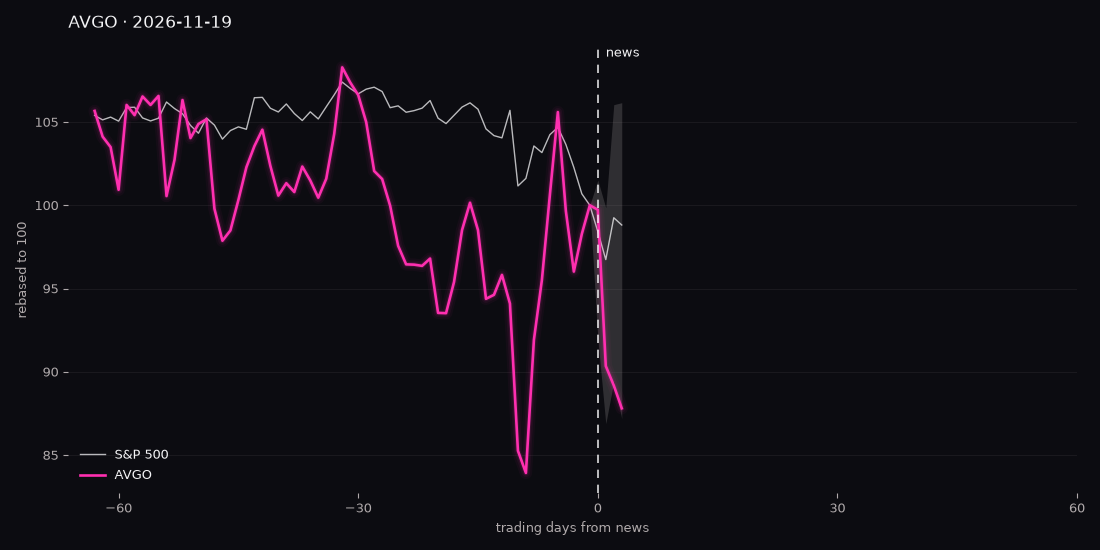 AVGO · 2026-11-19
news
105
100
95
90
85
rebased to 100
S&P 500
AVGO
−60
−30
0
30
60
trading days from news